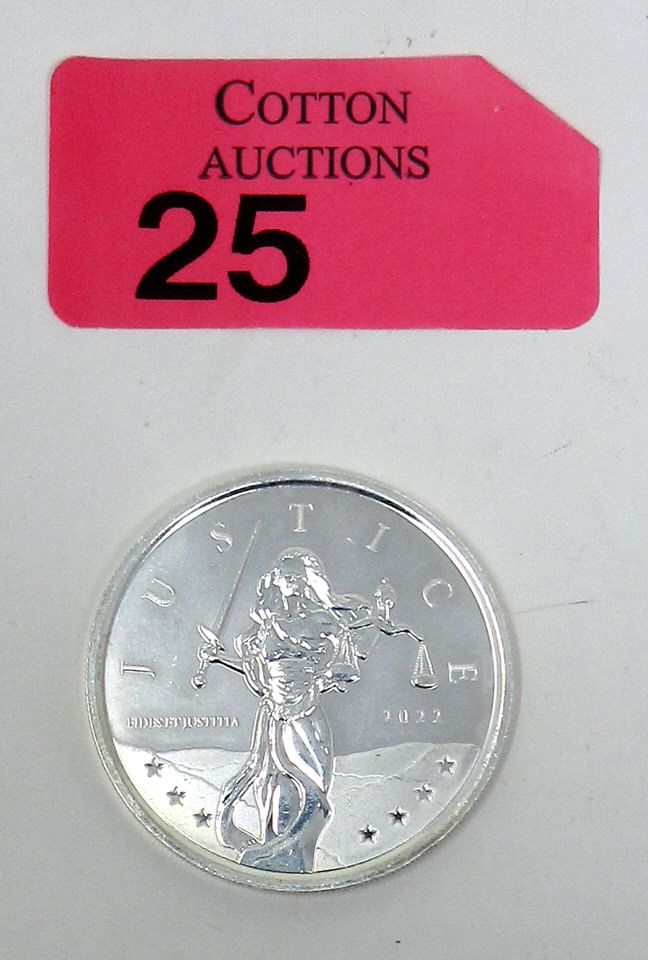 COTTON
AUCTIONS
25
JUSTICE
FIDES ET JUSTITIA
2022